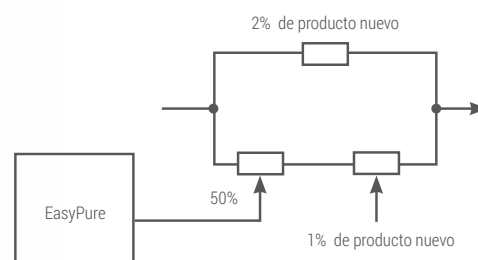 2% de producto nuevo
50%
EasyPure
1% de producto nuevo